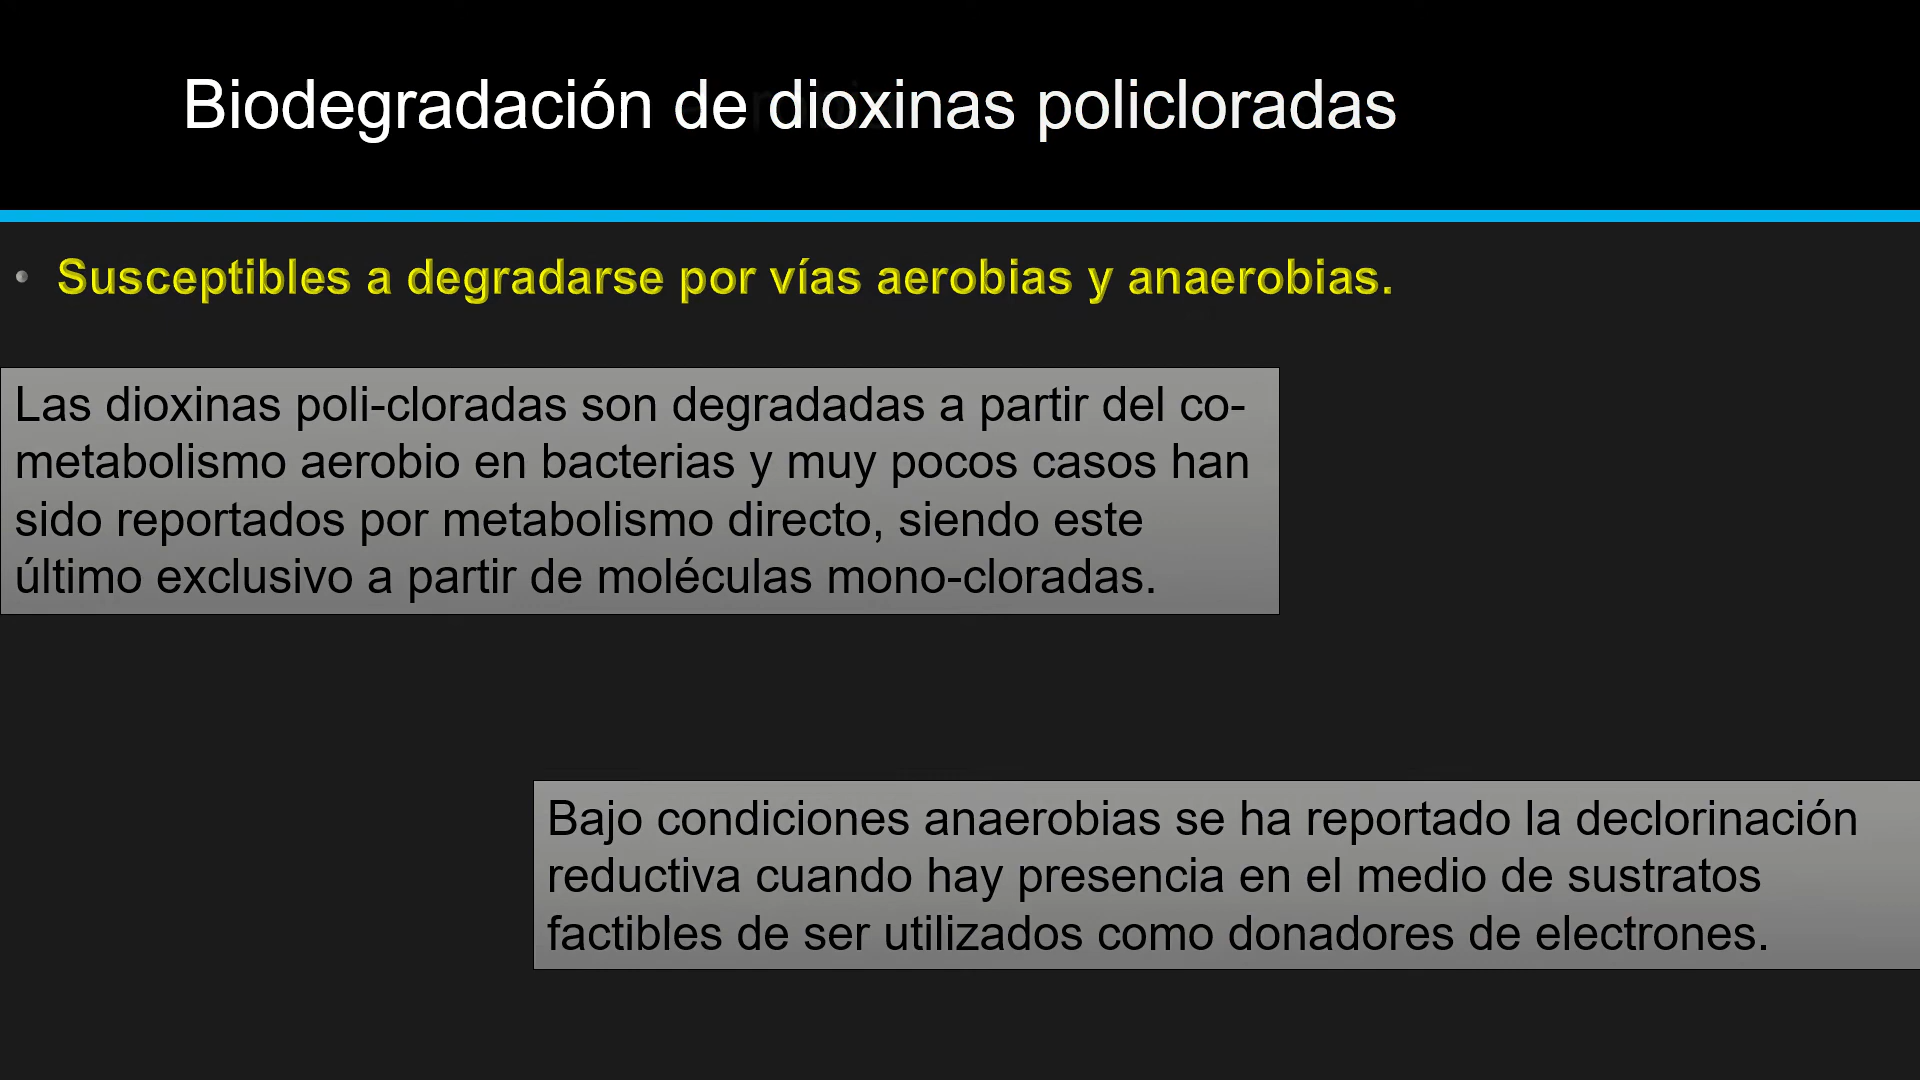 Biodegradación de dioxinas policloradas
• Susceptibles a degradarse por vías aerobias y anaerobias.
Las dioxinas poli-cloradas son degradadas a partir del co-
metabolismo aerobio en bacterias y muy pocos casos han
sido reportados por metabolismo directo, siendo este
último exclusivo a partir de moléculas mono-cloradas.
Bajo condiciones anaerobias se ha reportado la declorinación
reductiva cuando hay presencia en el medio de sustratos
factibles de ser utilizados como donadores de electrones.